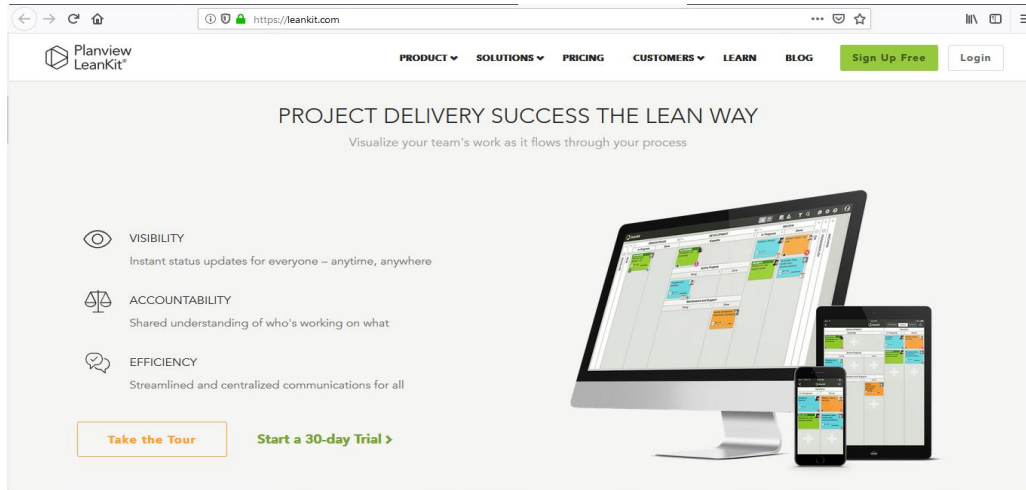 https://leankit.com
Planview
LeanKit®
PRODUCT
SOLUTIONS
PRICING
CUSTOMERS
LEARN
BLOG
Sign Up Free
Login
PROJECT DELIVERY SUCCESS THE LEAN WAY
Visualize your team's work as it flows through your process
VISIBILITY
Instant status updates for everyone – anytime, anywhere
ACCOUNTABILITY
Shared understanding of who's working on what
EFFICIENCY
Streamlined and centralized communications for all
Take the Tour
Start a 30-day Trial >